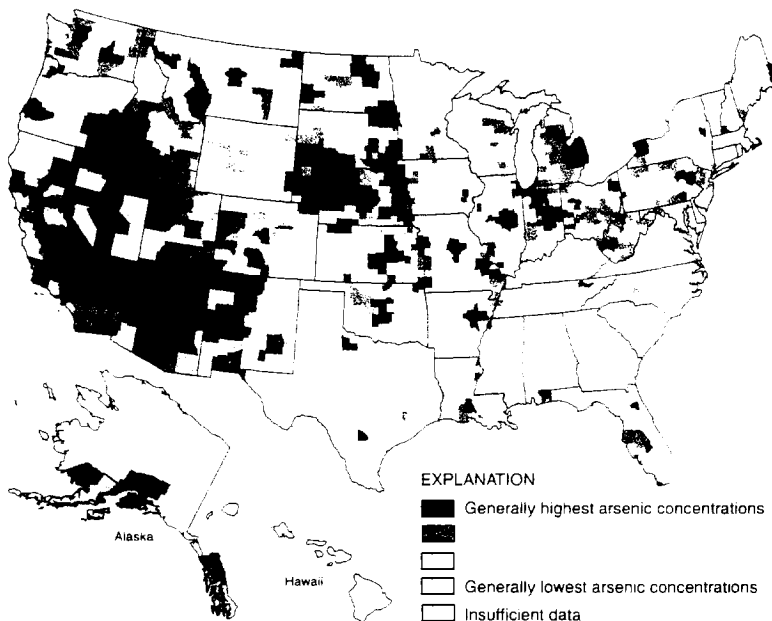 EXPLANATION
Generally highest arsenic concentrations
Generally lowest arsenic concentrations
Insufficient data
Alaska
Hawaii